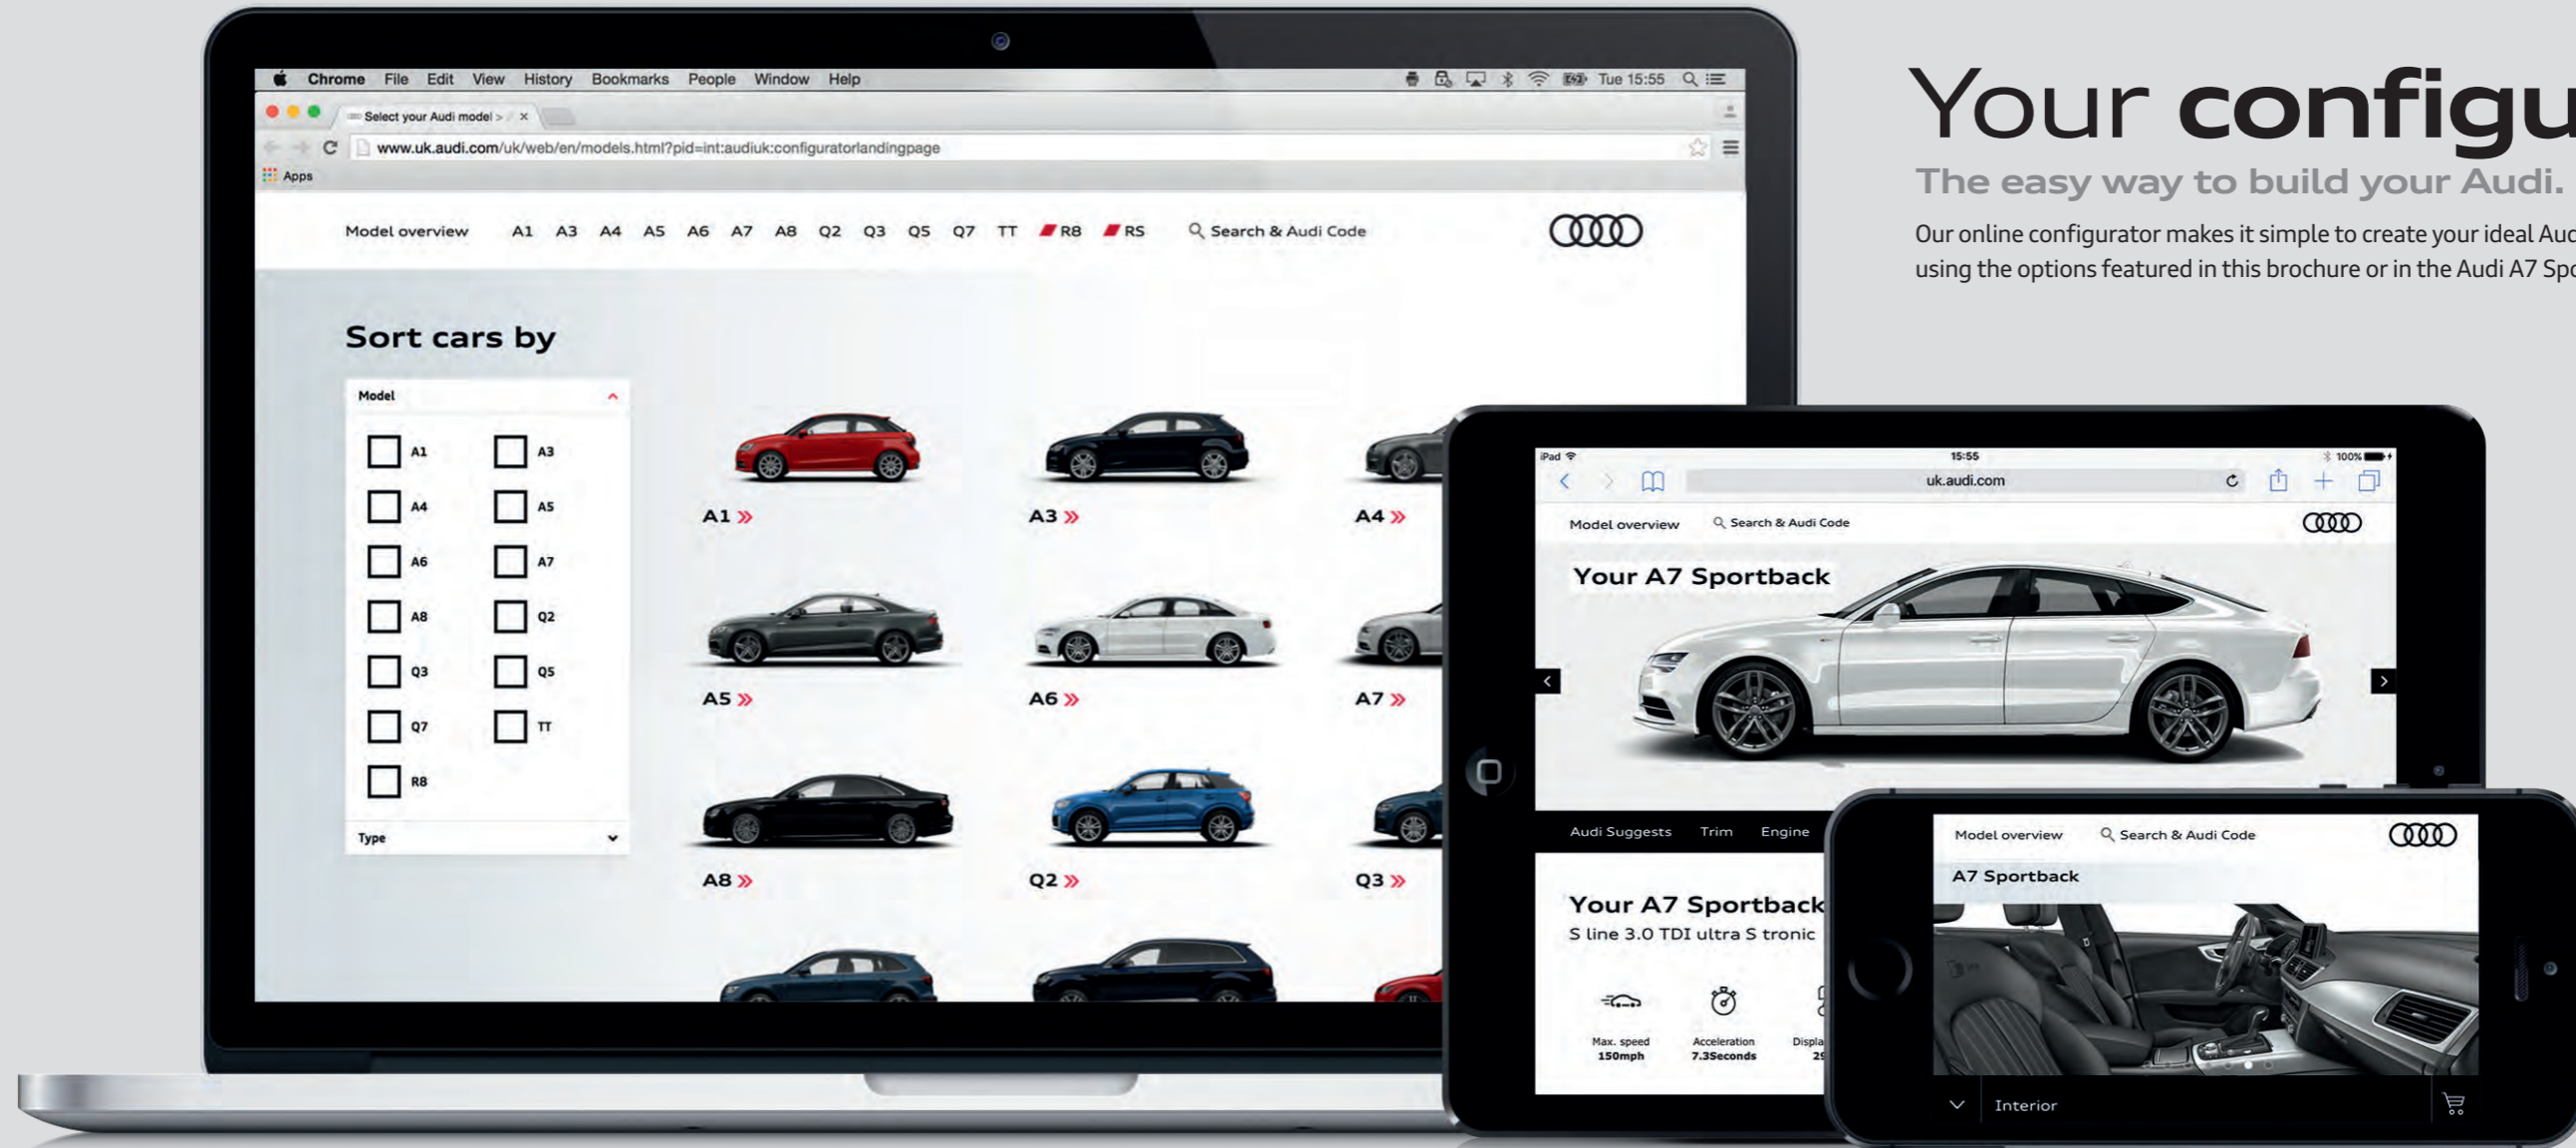 Your configu
The easy way to build your Audi.
Our online configurator makes it simple to create your ideal Aud
using the options featured in this brochure or in the Audi A7 Spo
Chrome File Edit View History Bookmarks People Window Help
Tue 15:55
Select your Audi model >
www.uk.audi.com/uk/web/en/models.html?pid=int:audiuk:configuratorlandingpage
Apps
Model overview A1 A3 A4 A5 A6 A7 A8 Q2 Q3 Q5 Q7 TT R8 RS Search & Audi Code
Sort cars by
Model
A1 A3
A4 A5
A6 A7
A8 Q2
Q3 Q5
Q7 TT
R8
Type
A1 A3 A4
A5 A6 A7
A8 Q2 Q3
iPad 15:55 100%
uk.audi.com
Model overview Search & Audi Code
Your A7 Sportback
Audi Suggests Trim Engine
Your A7 Sportback
S line 3.0 TDI ultra S tronic
Max. speed Acceleration Displa
150mph 7.3Seconds 29
Model overview Search & Audi Code
A7 Sportback
Interior